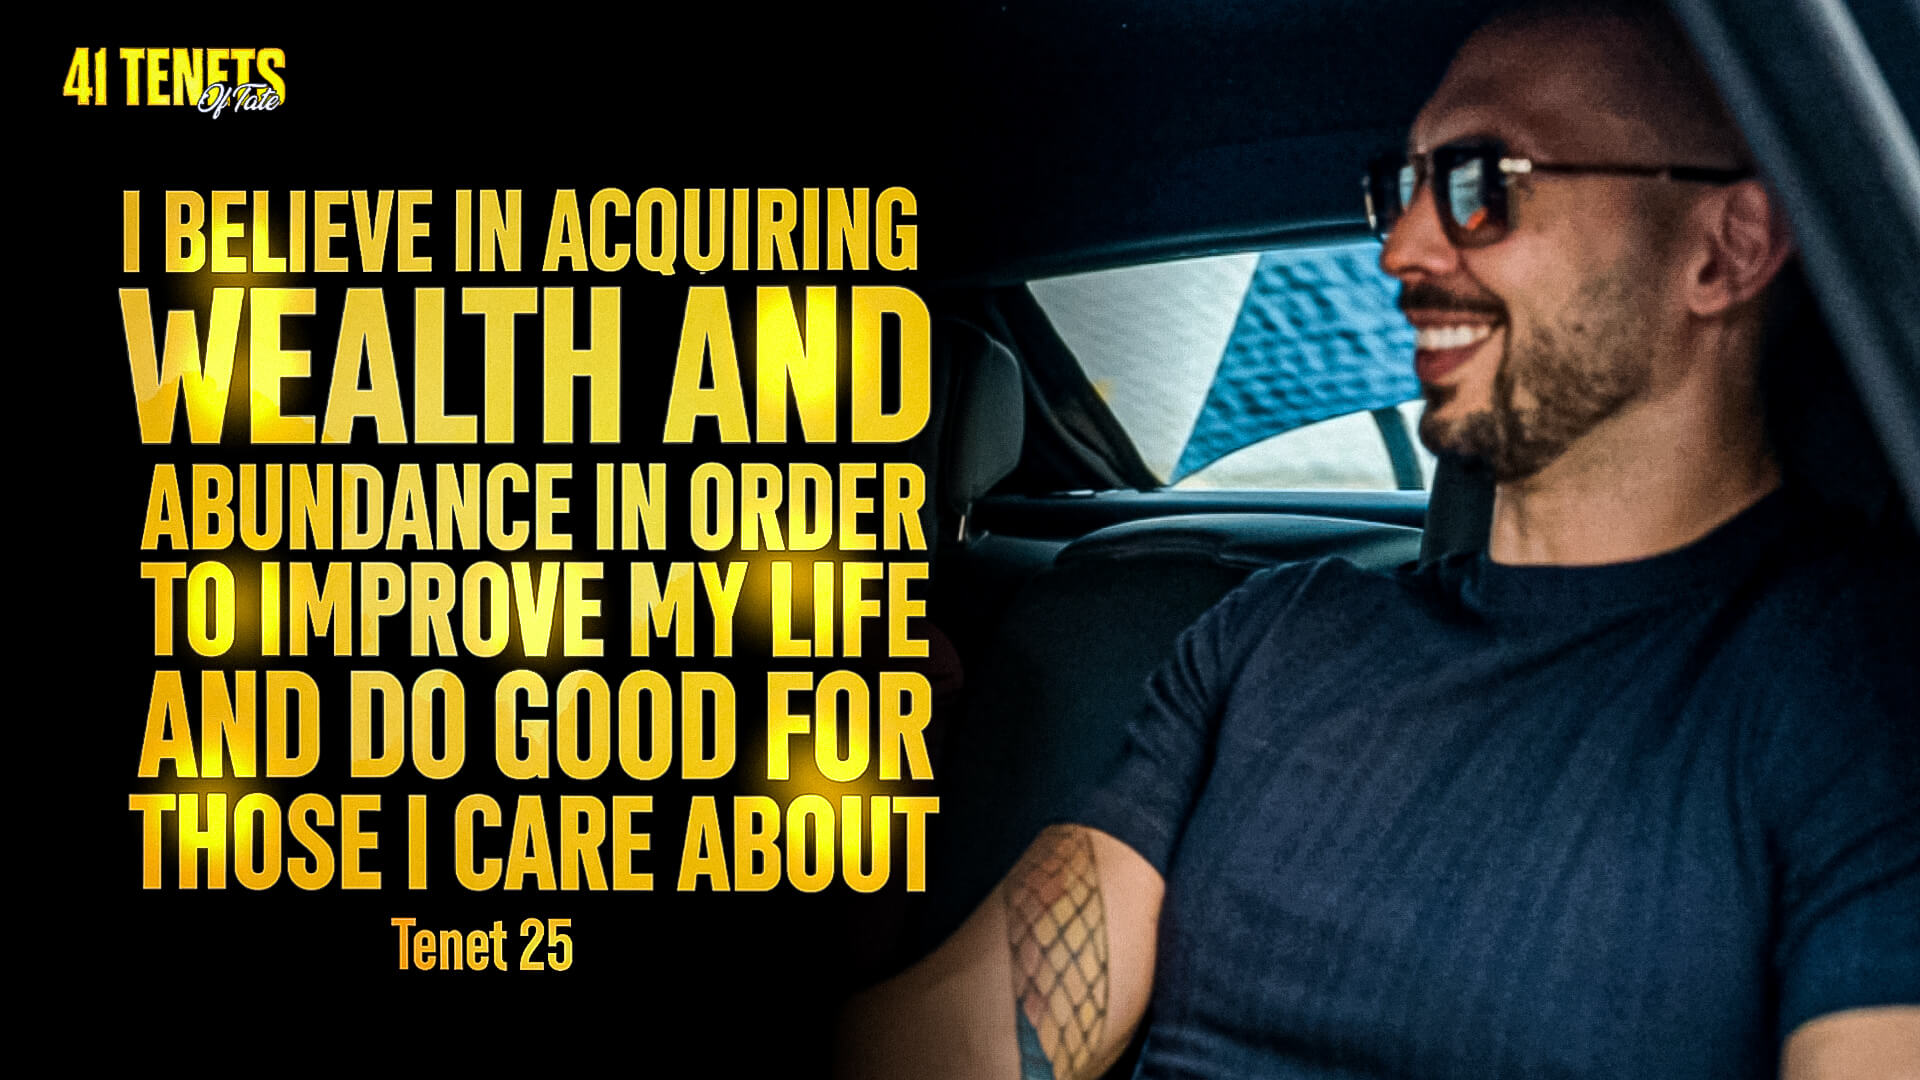 41 TENETS
Of Tate
I BELIEVE IN ACQUIRING
WEALTH AND
ABUNDANCE IN ORDER
TO IMPROVE MY LIFE
AND DO GOOD FOR
THOSE I CARE ABOUT
Tenet 25